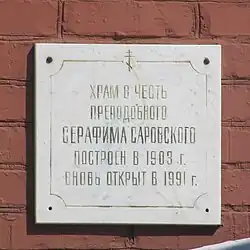 ХРАМ В ЧЕСТЬ
ПРЕПОДОБНОГО
СЕРАФИМА САРОВСКОГО
ПОСТРОЕН В 1903 г.
ВНОВЬ ОТКРЫТ В 1991 г.